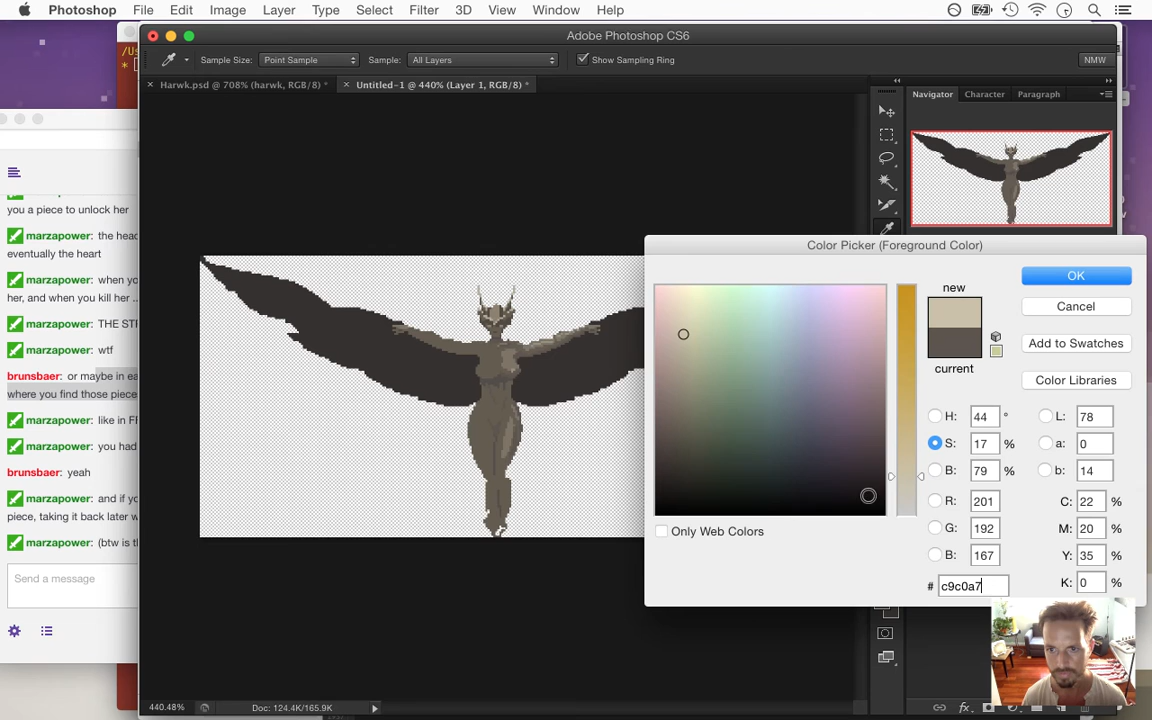 Photoshop File Edit Image Layer Type Select Filter 3D View Window Help
Adobe Photoshop CS6
Sample Size: Point Sample Sample: All Layers Show Sampling Ring NMW
Harwk.psd @ 708% (harwk, RGB/8) * Untitled-1 @ 440% (Layer 1, RGB/8) *
Navigator Character Paragraph
you a piece to unlock her
marzapower: the head
eventually the heart
marzapower: when yo
her, and when you kill her ..
marzapower: THE STR
marzapower: wtf
brunsbaer: or maybe in ea
where you find those piece
marzapower: like in FF
marzapower: you had
brunsbaer: yeah
marzapower: and if yo
piece, taking it back later w
marzapower: (btw is th
Send a message
Color Picker (Foreground Color)
new
current
OK
Cancel
Add to Swatches
Color Libraries
H: 44 ° L: 78
S: 17 % a: 0
B: 79 % b: 14
R: 201 C: 22 %
G: 192 M: 20 %
B: 167 Y: 35 %
# c9c0a7 K: 0 %
Only Web Colors
440.48% Doc: 124.4K/165.9K